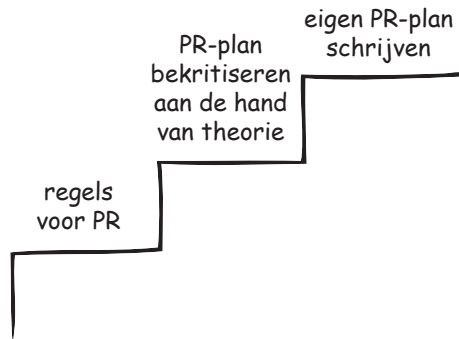 eigen PR-plan
schrijven
PR-plan
bekritiseren
aan de hand
van theorie
regels
voor PR